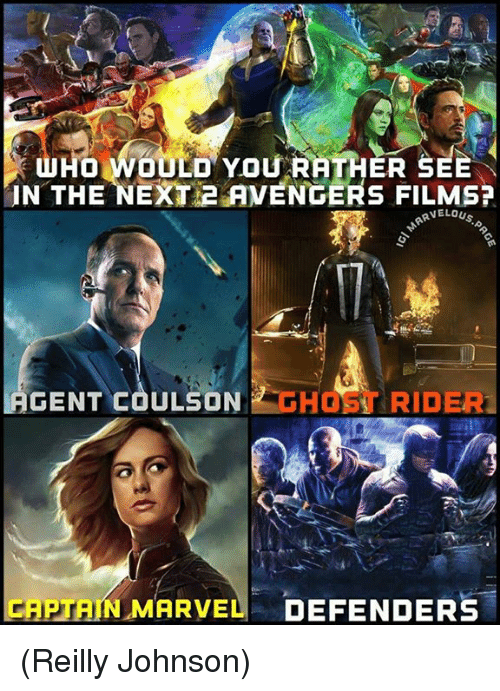 WHO WOULD YOU RATHER SEE
IN THE NEXT 2 AVENGERS FILMS?
IG| MARVELOUS.PAGE
AGENT COULSON
GHOST RIDER
CAPTAIN MARVEL
DEFENDERS
(Reilly Johnson)